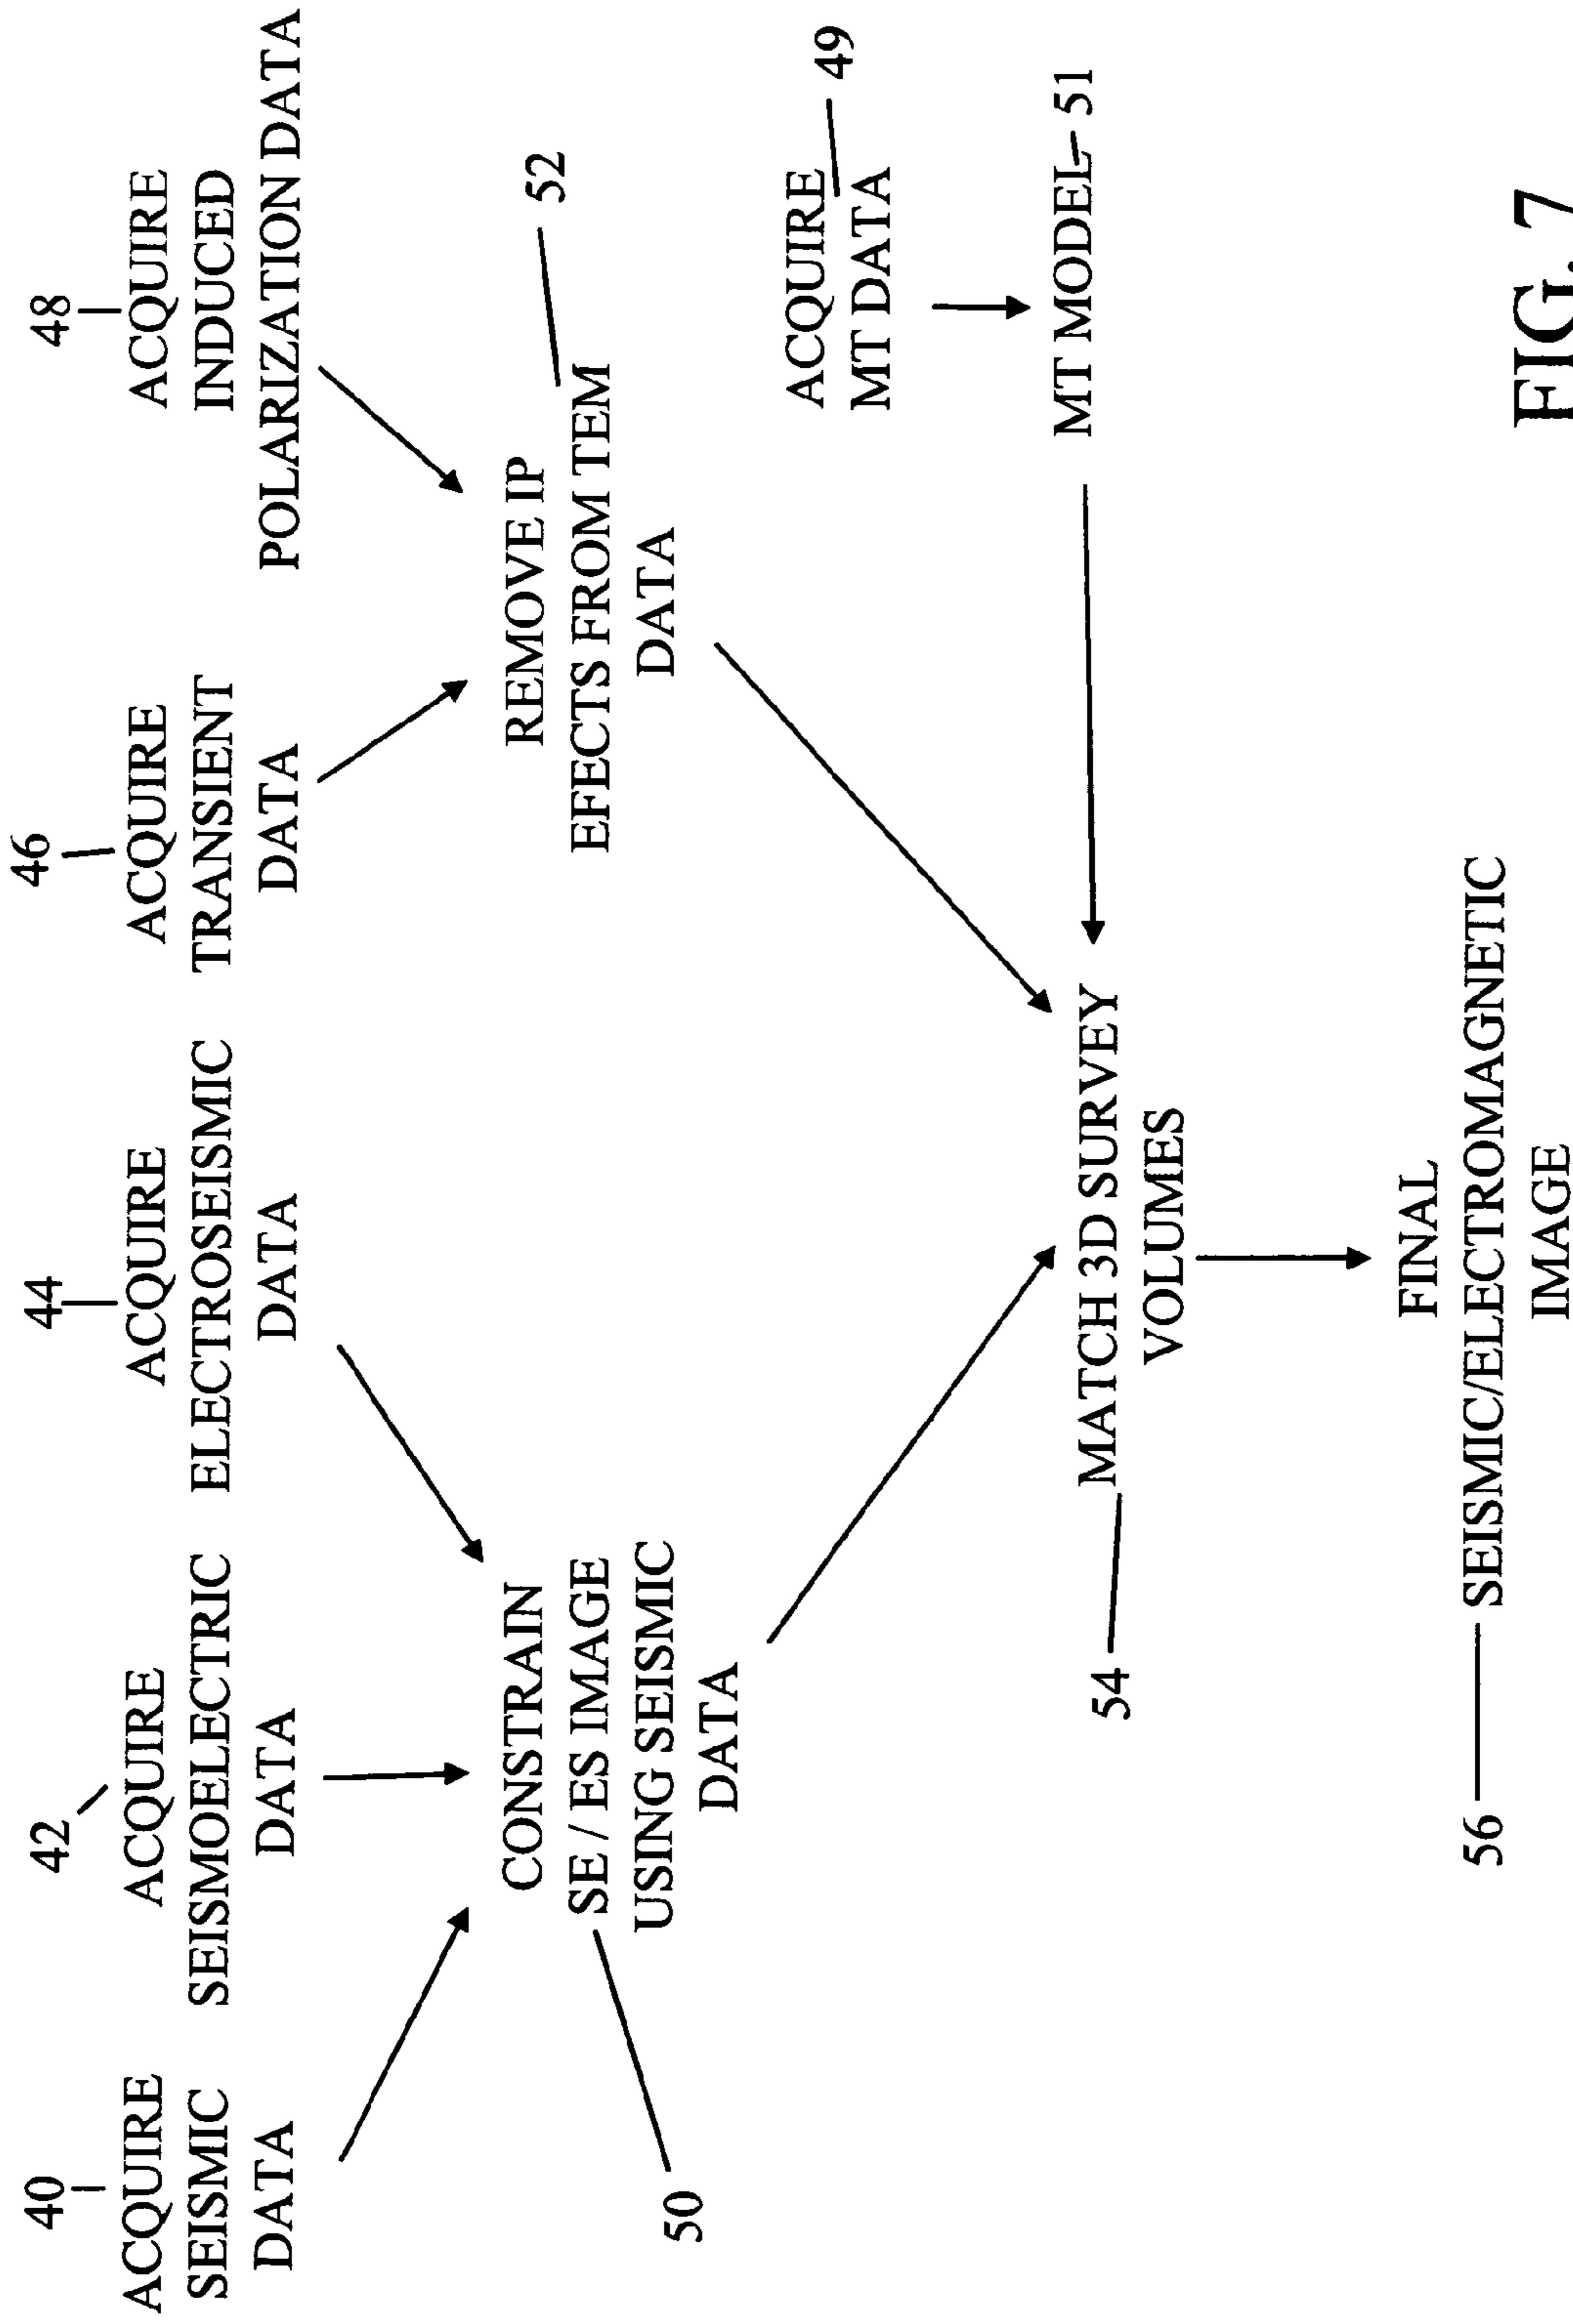 40
ACQUIRE
SEISMIC
DATA
42
ACQUIRE
SEISMOELECTRIC
DATA
44
ACQUIRE
ELECTROSEISMIC
DATA
46
ACQUIRE
TRANSIENT
DATA
48
ACQUIRE
INDUCED
POLARIZATION DATA
CONSTRAIN
SE / ES IMAGE
USING SEISMIC
DATA
50
REMOVE IP
EFFECTS FROM TEM
DATA
52
ACQUIRE
MT DATA
49
MT MODEL
51
54
MATCH 3D SURVEY
VOLUMES
FINAL
56
SEISMIC/ELECTROMAGNETIC
IMAGE
FIG. 7